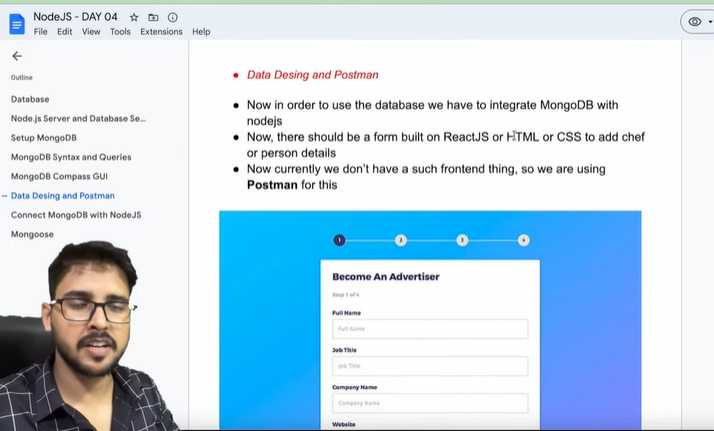 NodeJS - DAY 04
File Edit View Tools Extensions Help
Outline
Database
Node.js Server and Database Se...
Setup MongoDB
MongoDB Syntax and Queries
MongoDB Compass GUI
Data Desing and Postman
Connect MongoDB with NodeJS
Mongoose
● Data Desing and Postman
● Now in order to use the database we have to integrate MongoDB with
nodejs
● Now, there should be a form built on ReactJS or HTML or CSS to add chef
or person details
● Now currently we don't have a such frontend thing, so we are using
Postman for this
1 2 3 4
Become An Advertiser
Step 1 of 4
Full Name
Full Name
Job Title
Job Title
Company Name
Company Name
Website